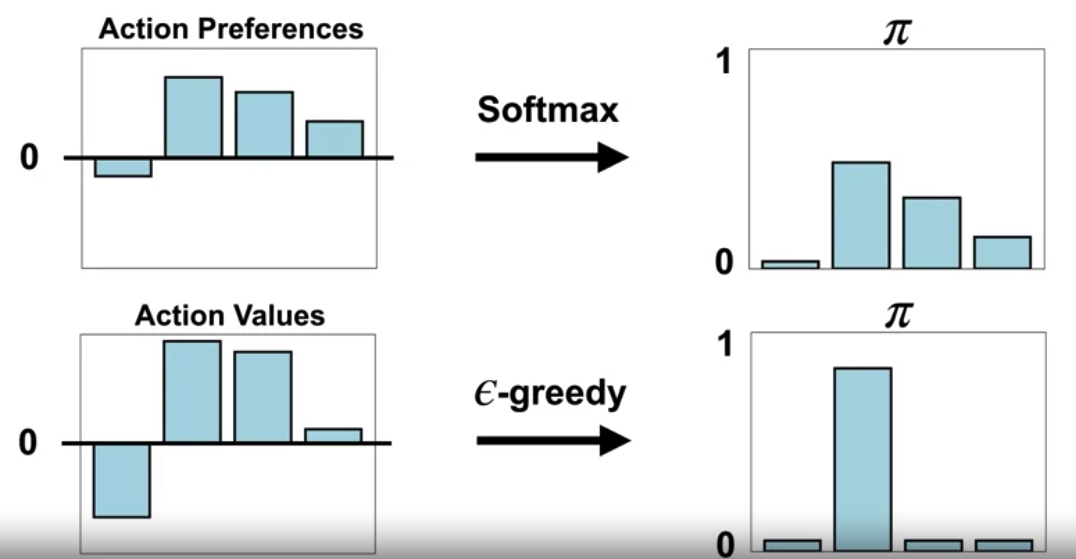 Action Preferences
π
1
0
Softmax
0
Action Values
π
1
0
ϵ-greedy
0